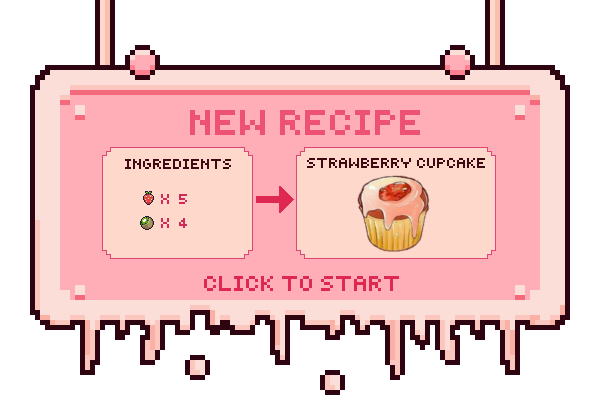 NEW RECIPE
INGREDIENTS
X 5
X 4
STRAWBERRY CUPCAKE
CLICK TO START